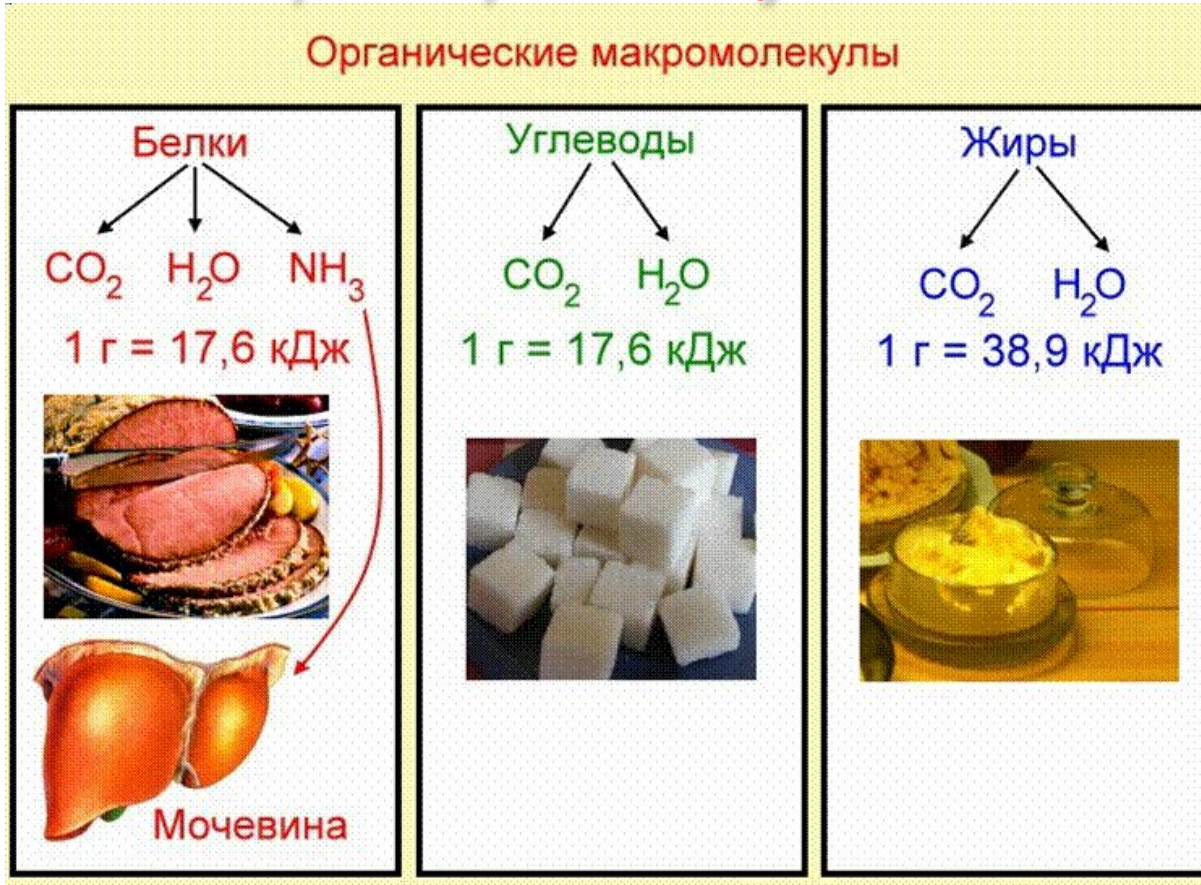 Органические макромолекулы
Белки
CO₂ H₂O NH₃
1 г = 17,6 кДж
Мочевина
Углеводы
CO₂ H₂O
1 г = 17,6 кДж
Жиры
CO₂ H₂O
1 г = 38,9 кДж